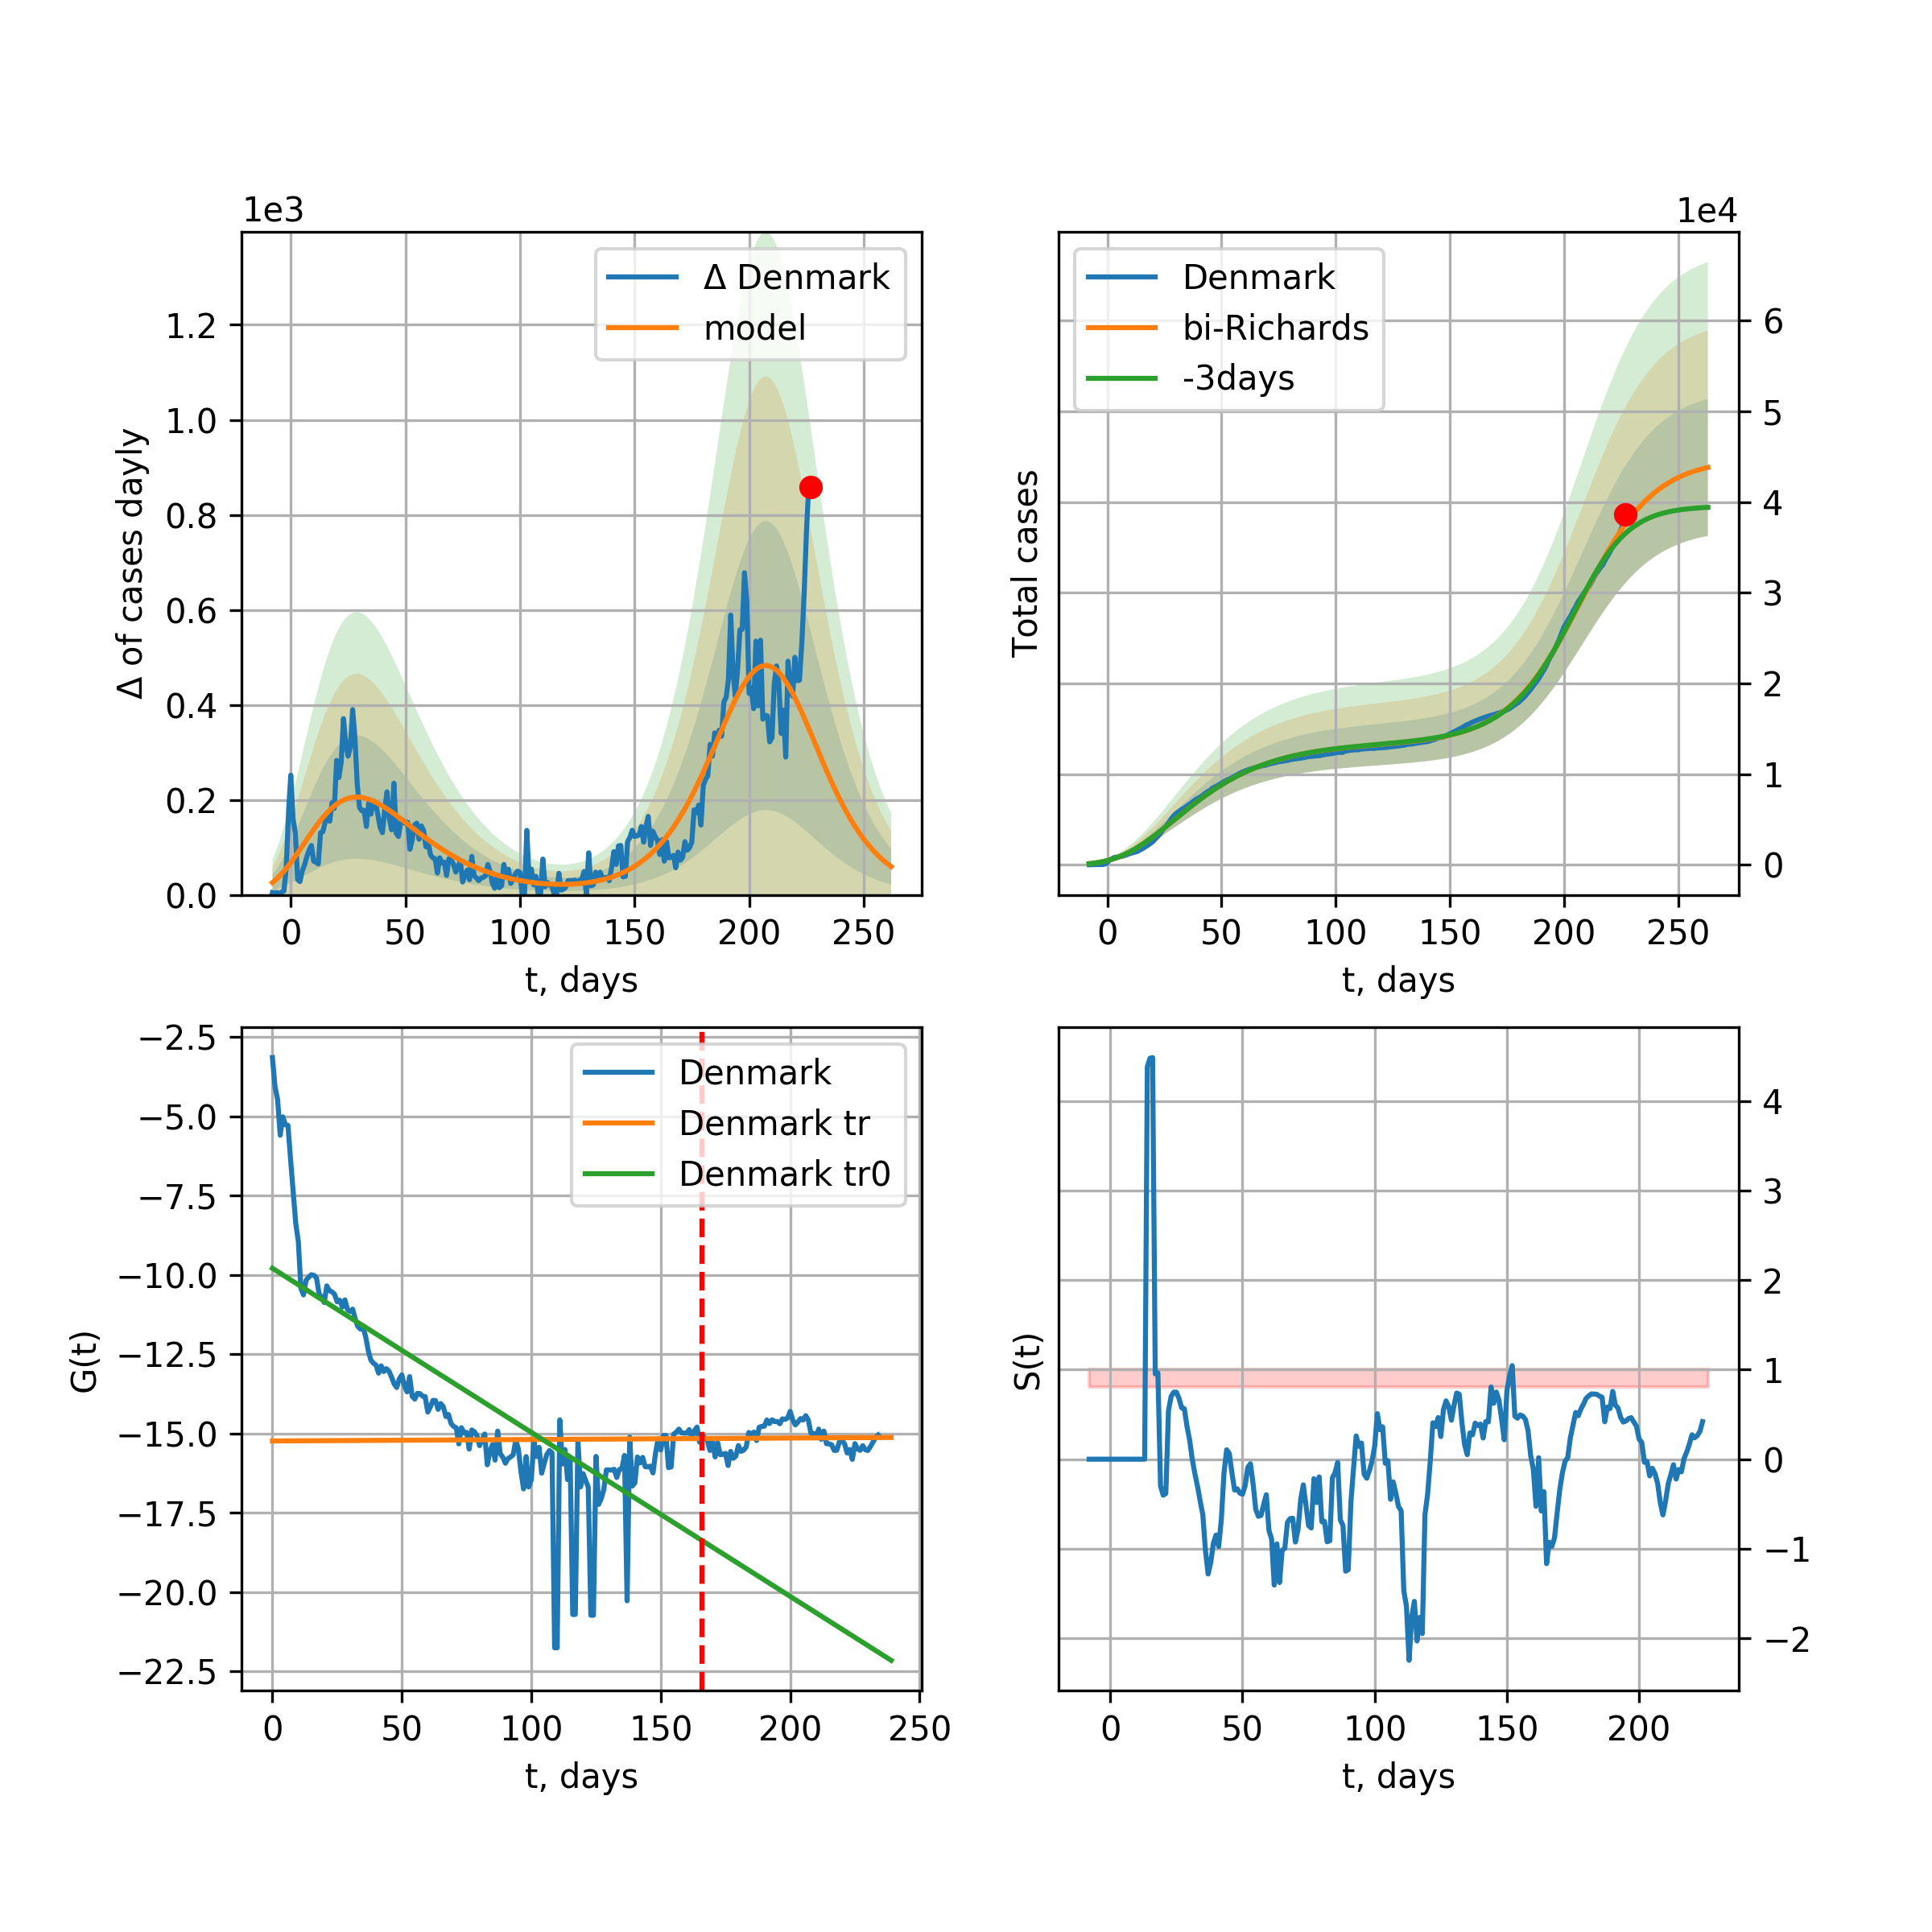 1e3
Δ Denmark
model
1.2
1.0
0.8
0.6
0.4
0.2
0.0
Δ of cases dayly
0 50 100 150 200 250
t, days
1e4
Denmark
bi-Richards
-3days
6
5
4
3
2
1
0
Total cases
0 50 100 150 200 250
t, days
Denmark
Denmark tr
Denmark tr0
−2.5
−5.0
−7.5
−10.0
−12.5
−15.0
−17.5
−20.0
−22.5
G(t)
0 50 100 150 200 250
t, days
4
3
2
1
0
−1
−2
S(t)
0 50 100 150 200
t, days